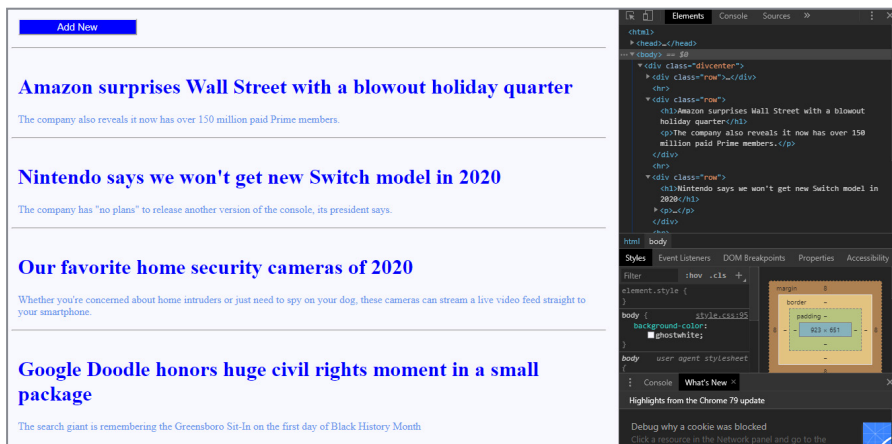 Add New
Amazon surprises Wall Street with a blowout holiday quarter
The company also reveals it now has over 150 million paid Prime members.
Nintendo says we won't get new Switch model in 2020
The company has "no plans" to release another version of the console, its president says.
Our favorite home security cameras of 2020
Whether you're concerned about home intruders or just need to spy on your dog, these cameras can stream a live video feed straight to
your smartphone.
Google Doodle honors huge civil rights moment in a small
package
The search giant is remembering the Greensboro Sit-In on the first day of Black History Month
Elements Console Sources » ⋮ ×
<html>
▶<head>…</head>
…▼<body> == $0
▼<div class="divcenter">
▶<div class="row">…</div>
<hr>
▼<div class="row">
<h1>Amazon surprises Wall Street with a blowout
holiday quarter</h1>
<p>The company also reveals it now has over 150
million paid Prime members.</p>
</div>
<hr>
▼<div class="row">
<h1>Nintendo says we won't get new Switch model in
2020</h1>
▶<p>…</p>
</div>
<hr>
html body
Styles Event Listeners DOM Breakpoints Properties Accessibility
Filter :hov .cls +
element.style {
}
body { style.css:95
background-color:
ghostwhite;
}
body user agent stylesheet
{
margin 8
border –
padding –
8 – – 923 × 651 – – 8
–
–
8
⋮ Console What's New × ×
Highlights from the Chrome 79 update
Debug why a cookie was blocked
Click a resource in the Network panel and go to the